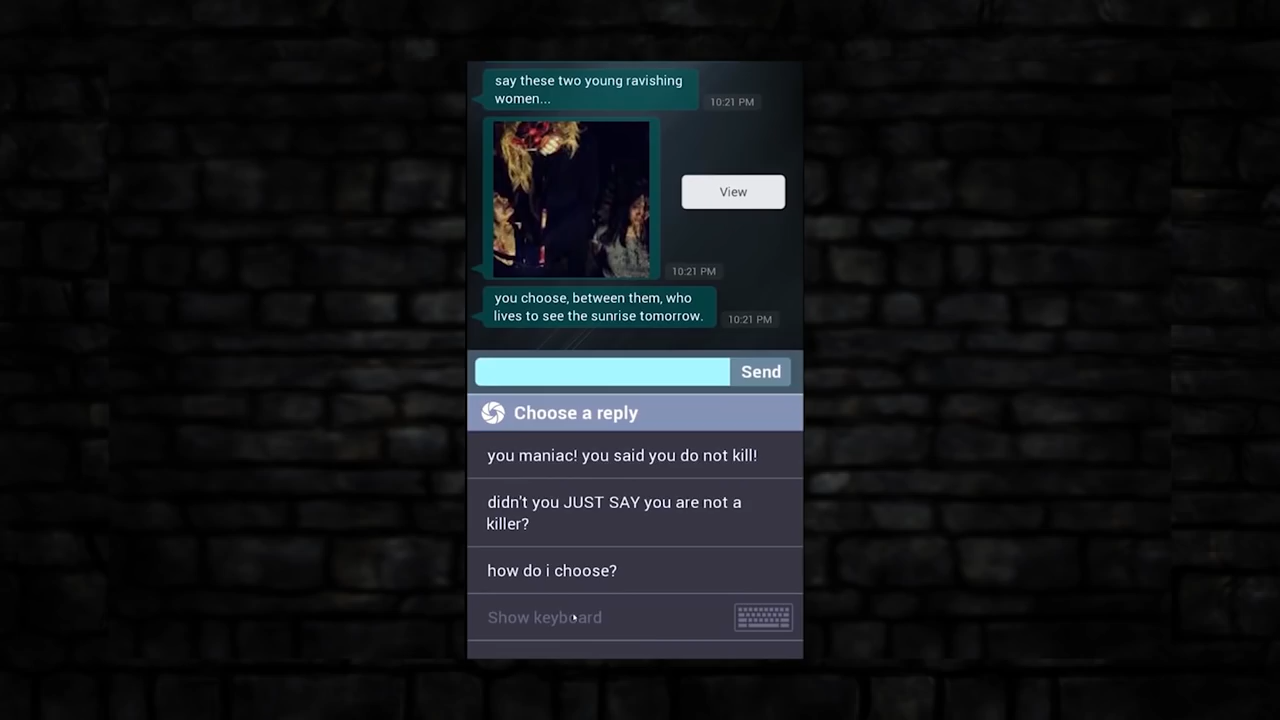 say these two young ravishing
women...
10:21 PM
View
10:21 PM
you choose, between them, who
lives to see the sunrise tomorrow.
10:21 PM
Send
Choose a reply
you maniac! you said you do not kill!
didn't you JUST SAY you are not a
killer?
how do i choose?
Show keyboard